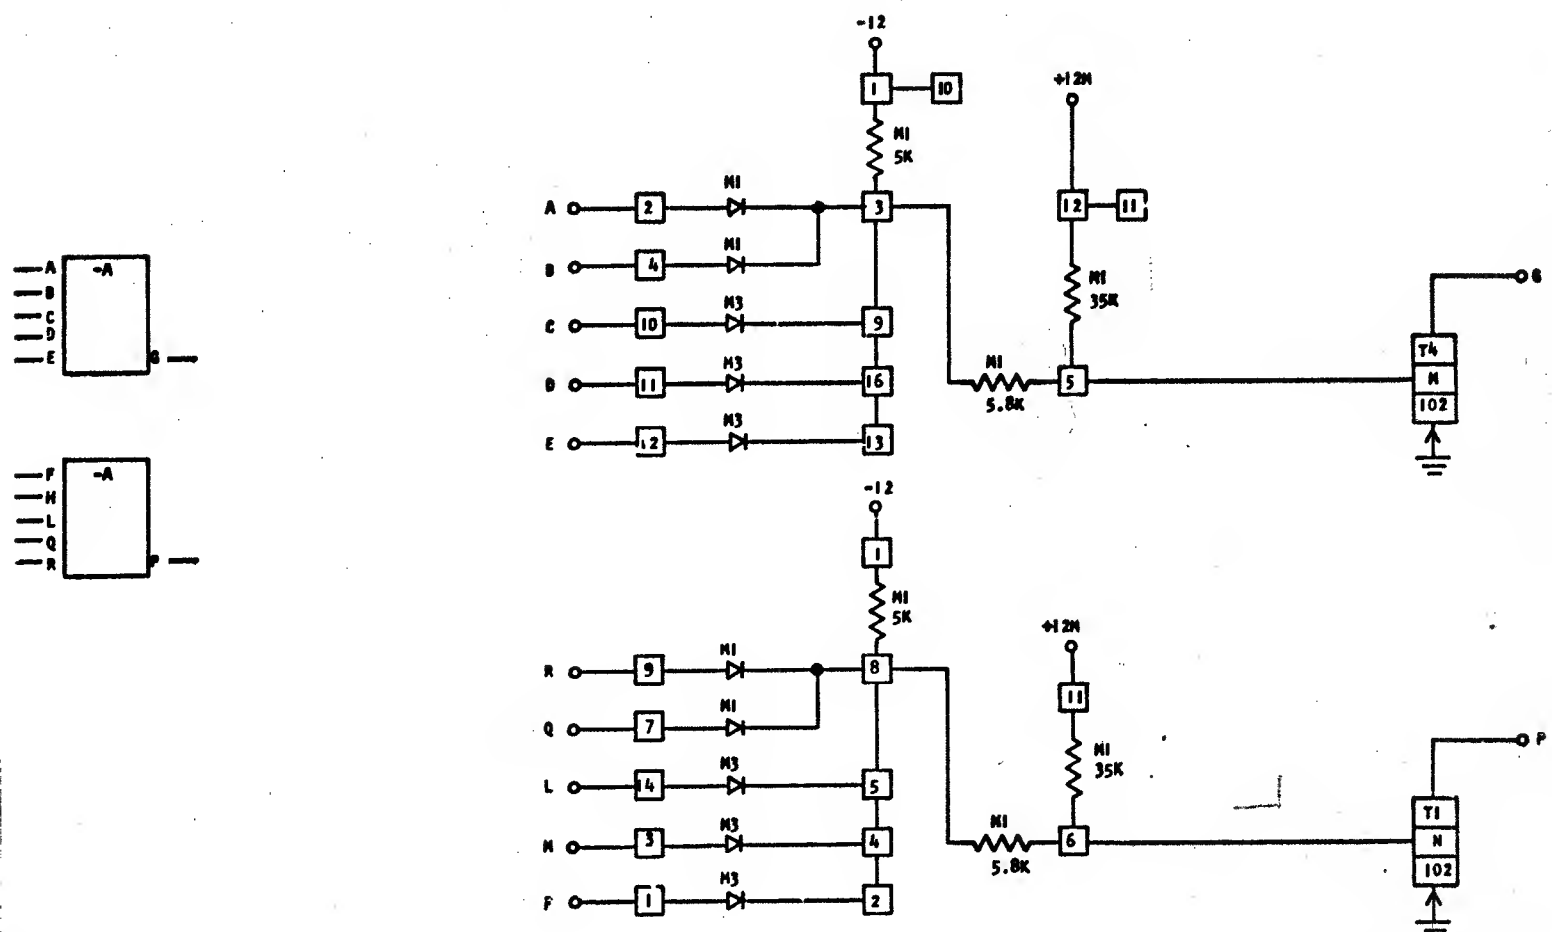 -12
1 10
M1
5K
+12M
A 2 M1 3
12 11
B 4 M1
M1
35K
C 10 M3 9
D 11 M3 16
M1
5.8K
5
E 12 M3 13
G
T4
N
102
-A
A
B
C
D
E
G
-A
F
H
L
Q
R
P
-12
1
M1
5K
+12M
R 9 M1 8
11
Q 7 M1
M1
35K
L 14 M3 5
M 3 M3 4
M1
5.8K
6
F 1 M3 2
P
T1
N
102